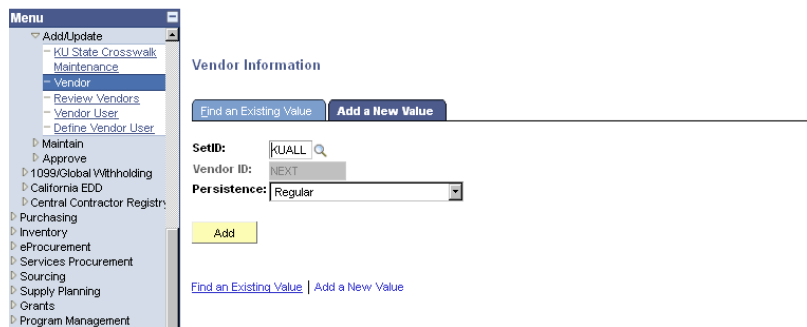 Menu
Add/Update
KU State Crosswalk
Maintenance
Vendor
Review Vendors
Vendor User
Define Vendor User
Maintain
Approve
1099/Global Withholding
California EDD
Central Contractor Registry
Purchasing
Inventory
eProcurement
Services Procurement
Sourcing
Supply Planning
Grants
Program Management
Vendor Information
Find an Existing Value
Add a New Value
SetID: KUALL
Vendor ID: NEXT
Persistence: Regular
Add
Find an Existing Value | Add a New Value